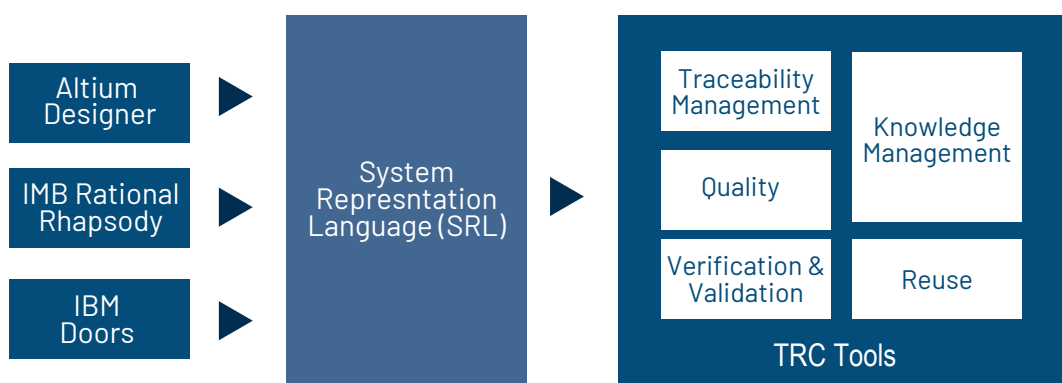 Altium
Designer
IMB Rational
Rhapsody
IBM
Doors
System
Represntation
Language (SRL)
Traceability
Management
Quality
Verification &
Validation
Knowledge
Management
Reuse
TRC Tools